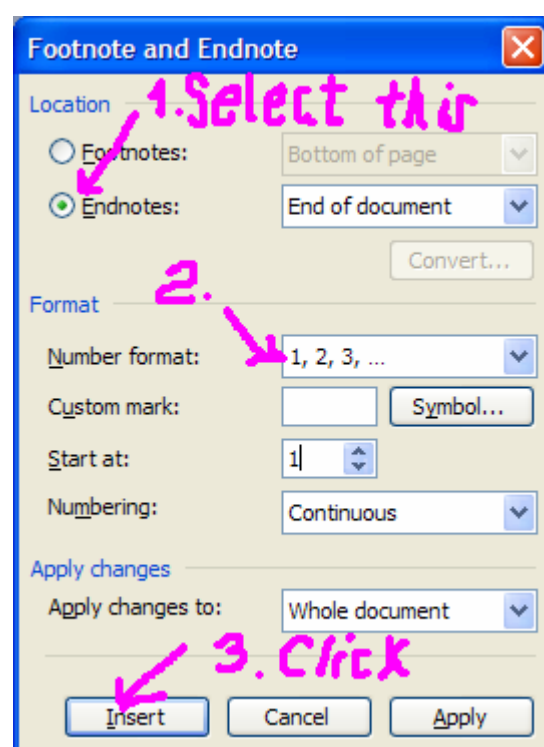 Footnote and Endnote
1. Select this
Location
Footnotes: Bottom of page
Endnotes: End of document
Convert...
2.
Format
Number format: 1, 2, 3, ...
Custom mark: Symbol...
Start at: 1
Numbering: Continuous
Apply changes
Apply changes to: Whole document
3. Click
Insert Cancel Apply